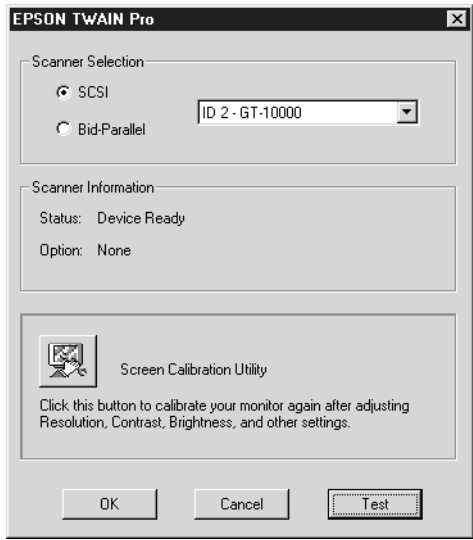 EPSON TWAIN Pro
Scanner Selection
SCSI
ID 2 - GT-10000
Bid-Parallel
Scanner Information
Status: Device Ready
Option: None
Screen Calibration Utility
Click this button to calibrate your monitor again after adjusting
Resolution, Contrast, Brightness, and other settings.
OK Cancel Test